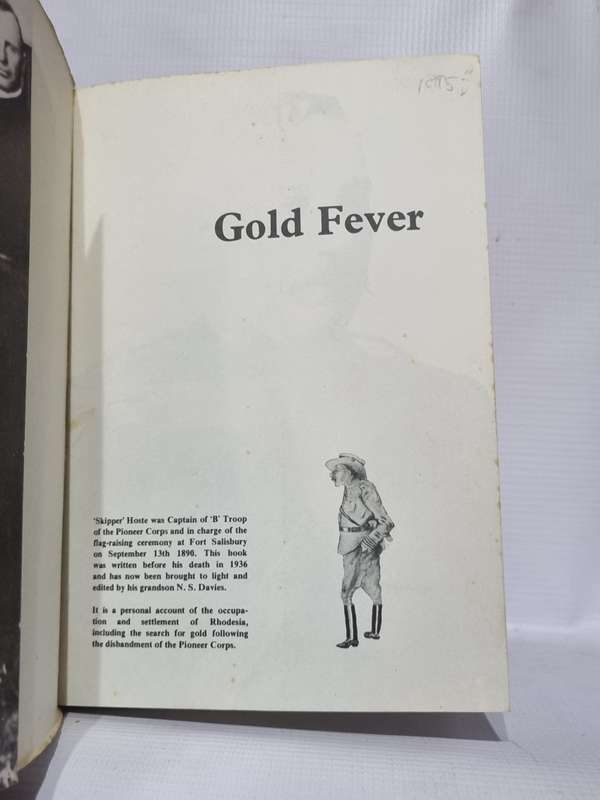 Gold Fever
'Skipper' Hoste was Captain of 'B' Troop
of the Pioneer Corps and in charge of the
flag-raising ceremony at Fort Salisbury
on September 13th 1890. This book
was written before his death in 1936
and has now been brought to light and
edited by his grandson N. S. Davies.
It is a personal account of the occupa-
tion and settlement of Rhodesia,
including the search for gold following
the disbandment of the Pioneer Corps.